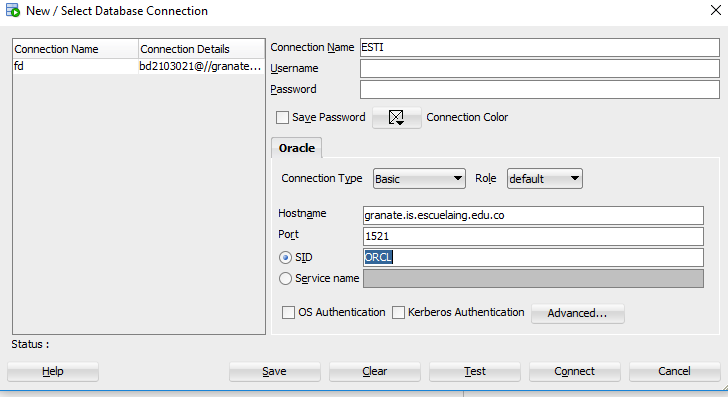 New / Select Database Connection
Connection Name Connection Details
fd bd2103021@//granate...
Connection Name ESTI
Username
Password
Save Password Connection Color
Oracle
Connection Type Basic Role default
Hostname granate.is.escuelaing.edu.co
Port 1521
SID ORCL
Service name
OS Authentication Kerberos Authentication Advanced...
Status :
Help Save Clear Test Connect Cancel